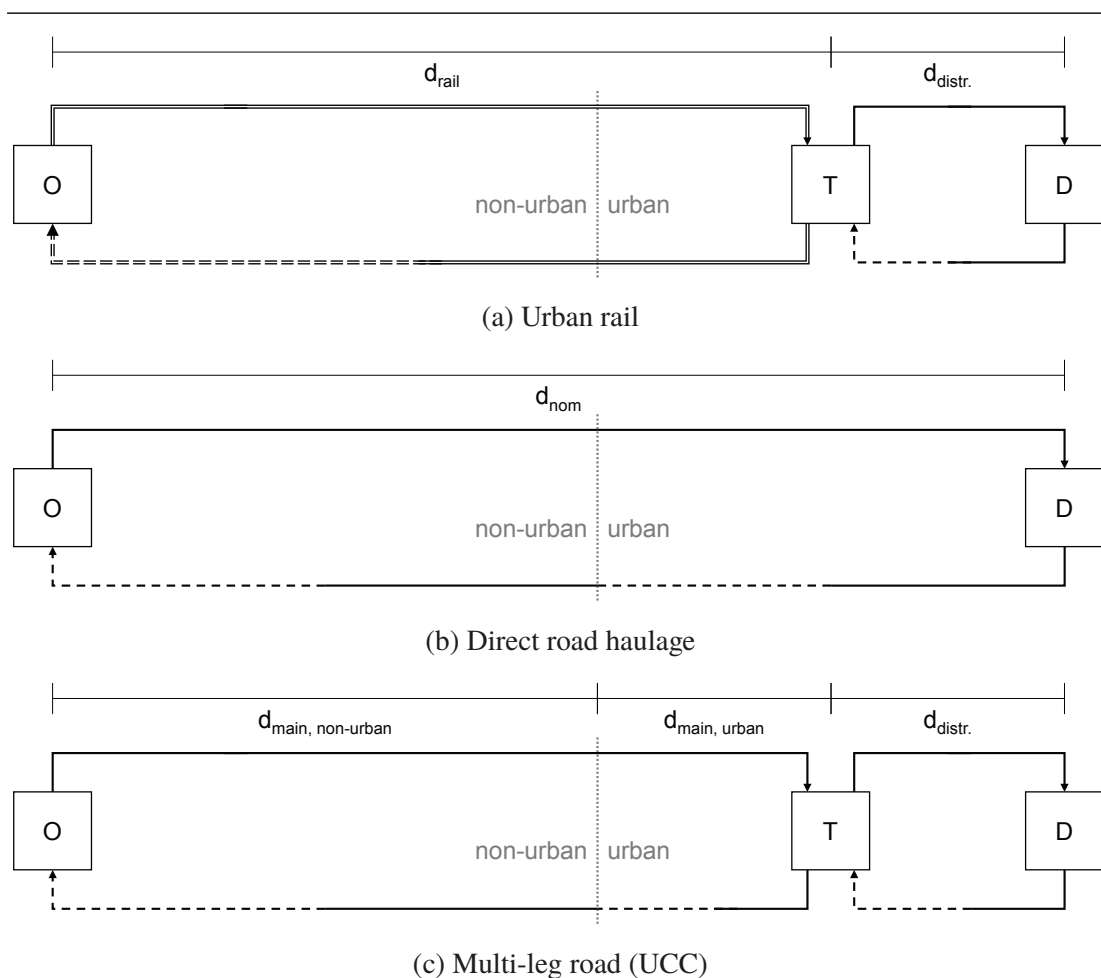 d_rail d_distr.
O T D
non-urban urban
(a) Urban rail
d_nom
O D
non-urban urban
(b) Direct road haulage
d_main, non-urban d_main, urban d_distr.
O T D
non-urban urban
(c) Multi-leg road (UCC)